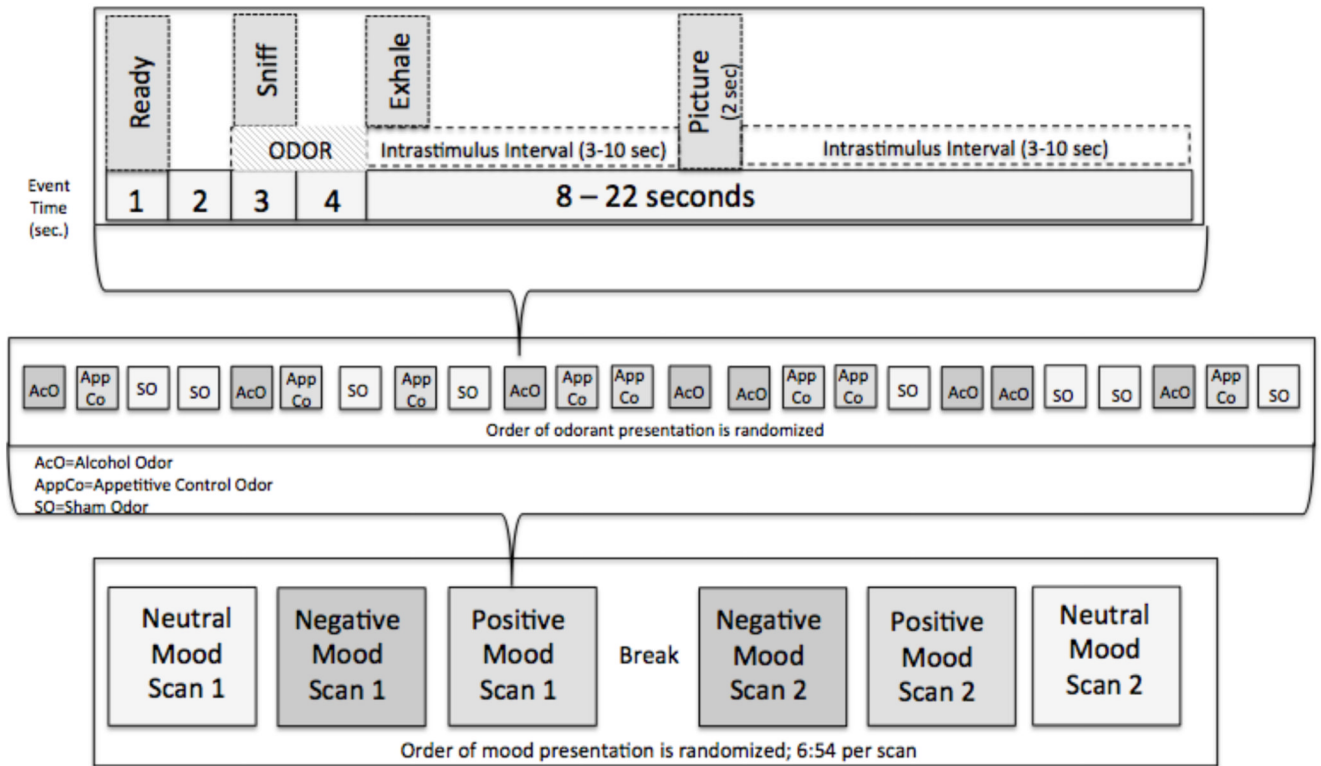 Ready
Sniff
Exhale
Picture
(2 sec)
ODOR
Intrastimulus Interval (3-10 sec)
Intrastimulus Interval (3-10 sec)
Event
Time
(sec.)
1
2
3
4
8 – 22 seconds
AcO
App
Co
SO
SO
AcO
App
Co
SO
App
Co
SO
AcO
App
Co
App
Co
AcO
AcO
App
Co
App
Co
SO
AcO
AcO
SO
SO
AcO
App
Co
SO
Order of odorant presentation is randomized
AcO=Alcohol Odor
AppCo=Appetitive Control Odor
SO=Sham Odor
Neutral
Mood
Scan 1
Negative
Mood
Scan 1
Positive
Mood
Scan 1
Break
Negative
Mood
Scan 2
Positive
Mood
Scan 2
Neutral
Mood
Scan 2
Order of mood presentation is randomized; 6:54 per scan